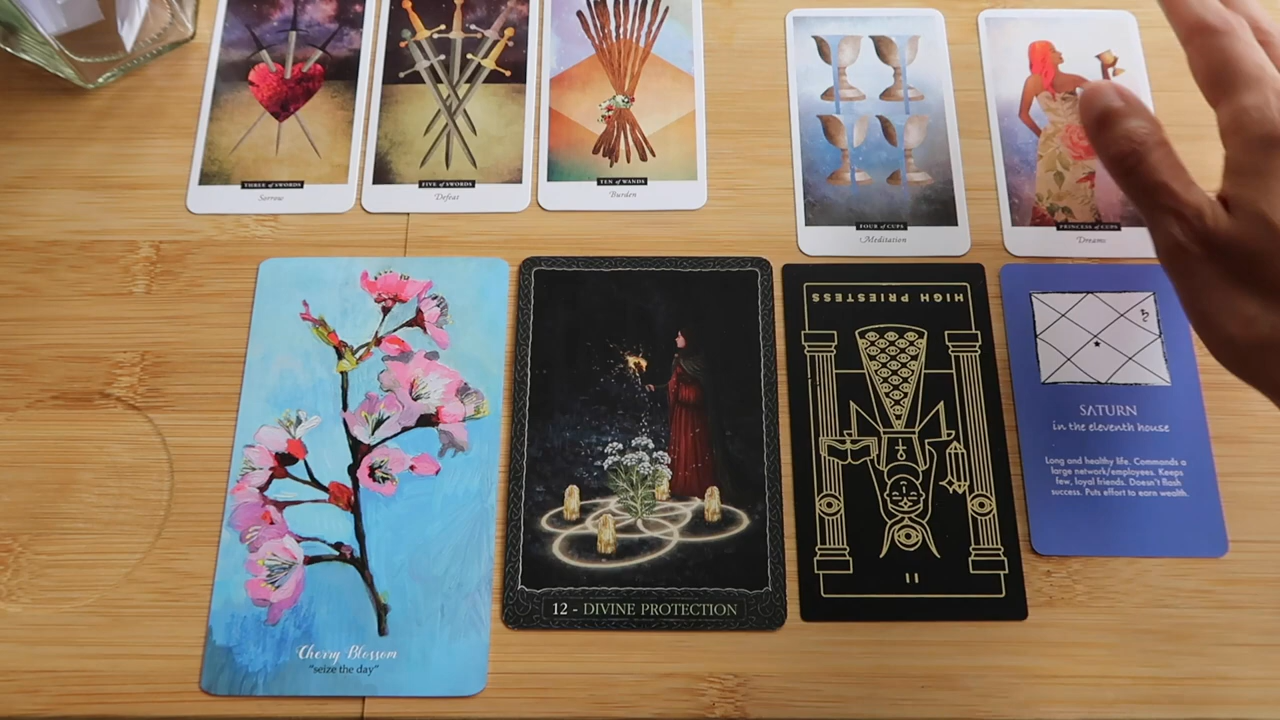 THREE of SWORDS
Sorrow
FIVE of SWORDS
Defeat
TEN of WANDS
Burden
FOUR of CUPS
Meditation
PRINCESS of CUPS
Dreams
Cherry Blossom
"seize the day"
12 - DIVINE PROTECTION
HIGH PRIESTESS
II
SATURN
in the eleventh house
Long and healthy life. Commands a
large network/employees. Keeps
few, loyal friends. Doesn't flash
success. Puts effort to earn wealth.